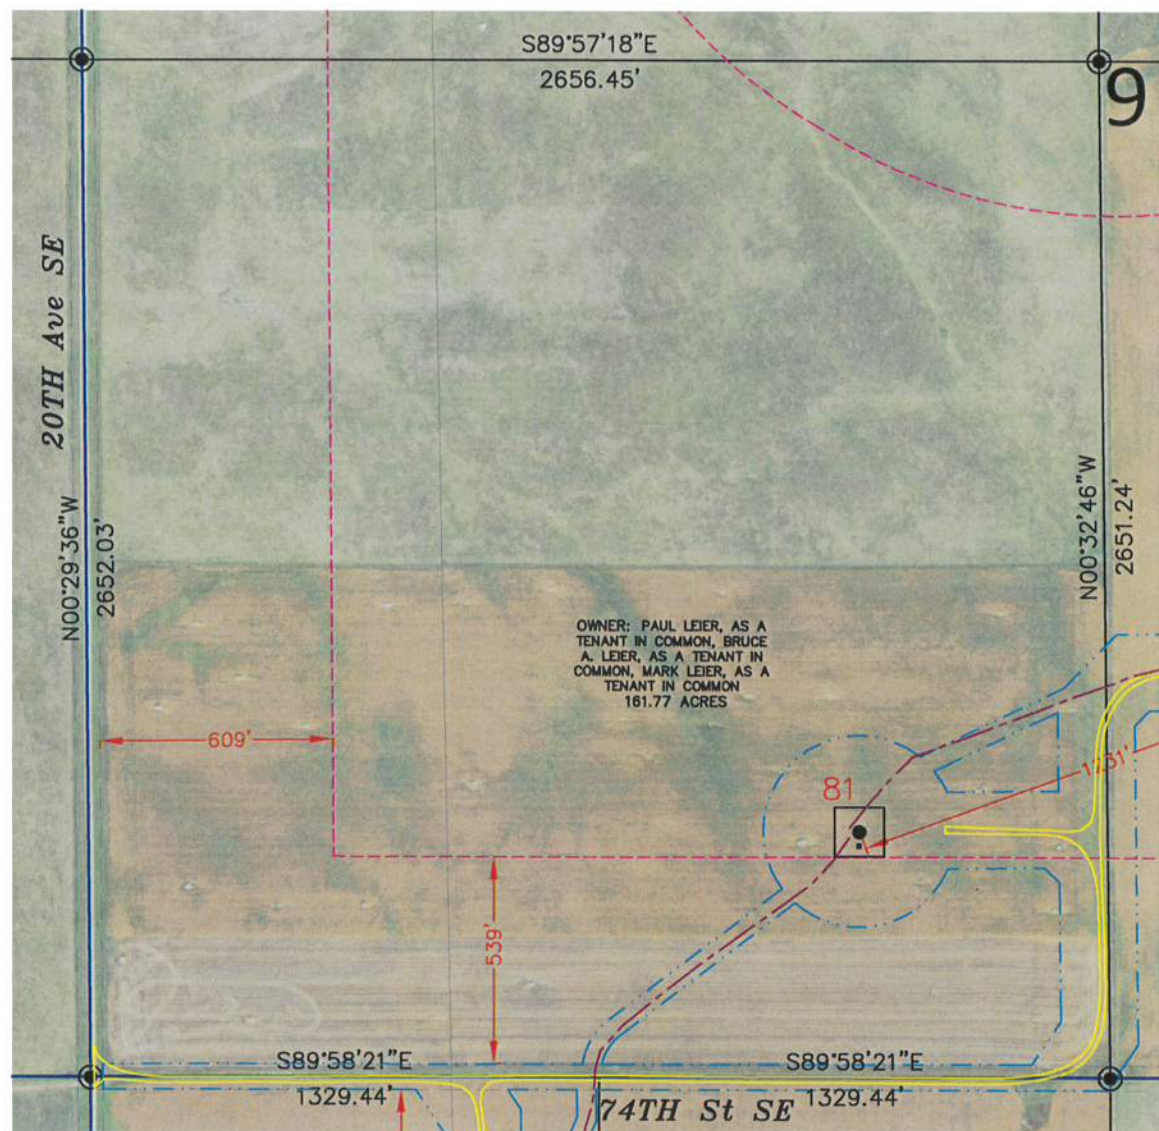 S89°57'18"E
2656.45'
9
20TH Ave SE
N00°29'36"W
2652.03'
N00°32'46"W
2651.24'
OWNER: PAUL LEIER, AS A
TENANT IN COMMON, BRUCE
A. LEIER, AS A TENANT IN
COMMON, MARK LEIER, AS A
TENANT IN COMMON
161.77 ACRES
609'
81
1231'
539'
S89°58'21"E
1329.44'
S89°58'21"E
1329.44'
74TH St SE